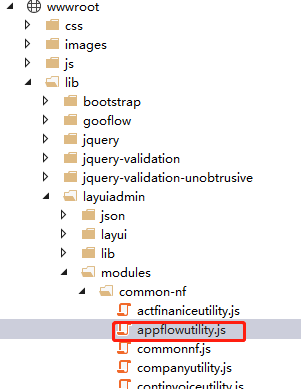 wwwroot
css
images
js
lib
bootstrap
gooflow
jquery
jquery-validation
jquery-validation-unobtrusive
layuiadmin
json
layui
lib
modules
common-nf
actfinaniceutility.js
appflowutility.js
commonnf.js
companyutility.js
continvoiceutility.js